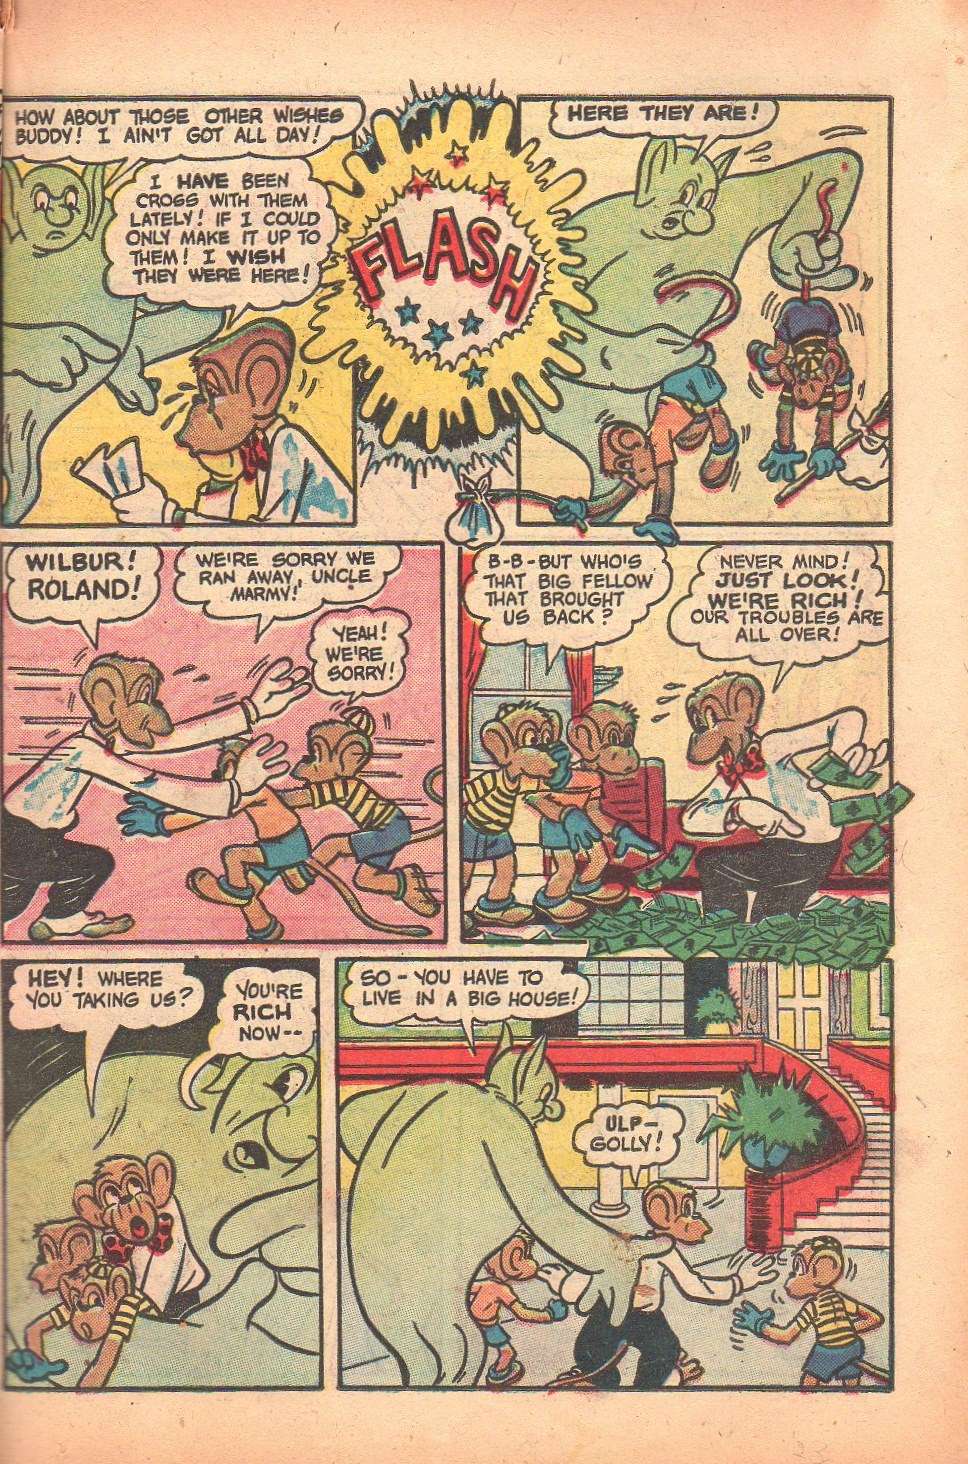 HOW ABOUT THOSE OTHER WISHES
BUDDY! I AIN'T GOT ALL DAY!
I HAVE BEEN
CROSS WITH THEM
LATELY! IF I COULD
ONLY MAKE IT UP TO
THEM! I WISH
THEY WERE HERE!
FLASH
HERE THEY ARE!
WILBUR!
ROLAND!
WE'RE SORRY WE
RAN AWAY, UNCLE
MARMY!
YEAH!
WE'RE
SORRY!
B-B-BUT WHO'S
THAT BIG FELLOW
THAT BROUGHT
US BACK?
NEVER MIND!
JUST LOOK!
WE'RE RICH!
OUR TROUBLES ARE
ALL OVER!
HEY! WHERE
YOU TAKING US?
YOU'RE
RICH
NOW--
SO - YOU HAVE TO
LIVE IN A BIG HOUSE!
ULP-
GOLLY!